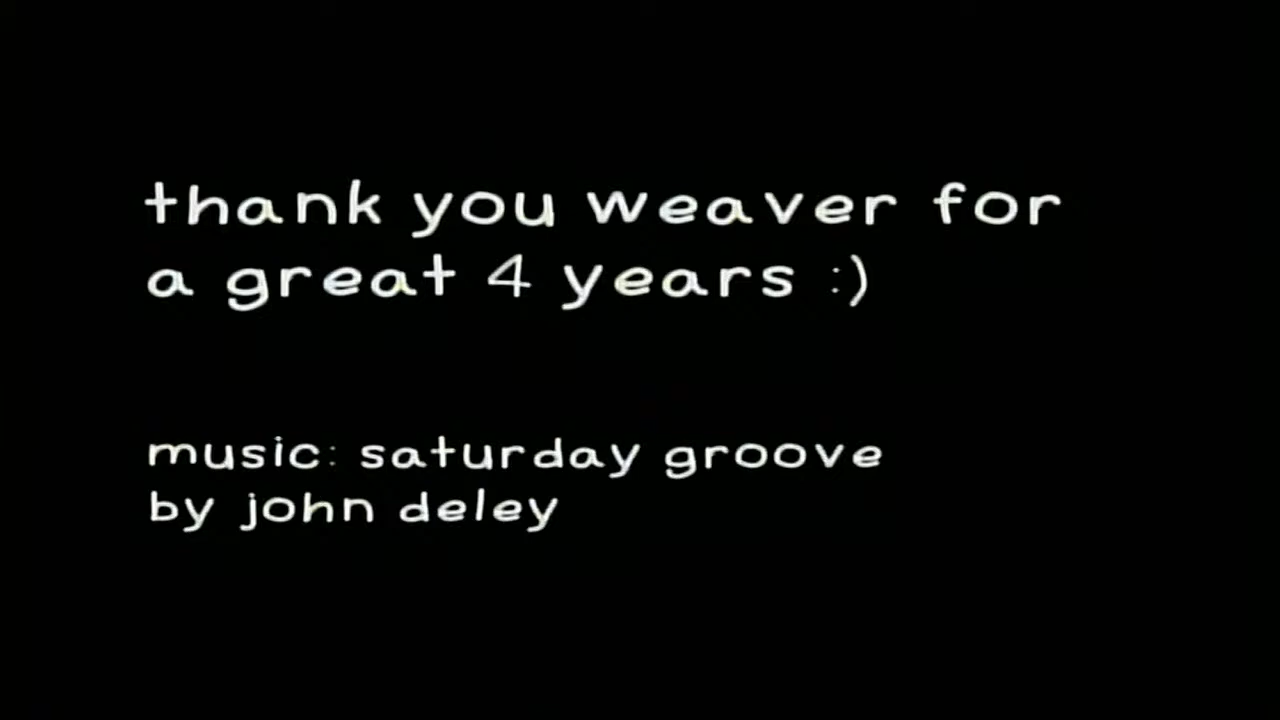 thank you weaver for
a great 4 years :)
music: saturday groove
by john deley